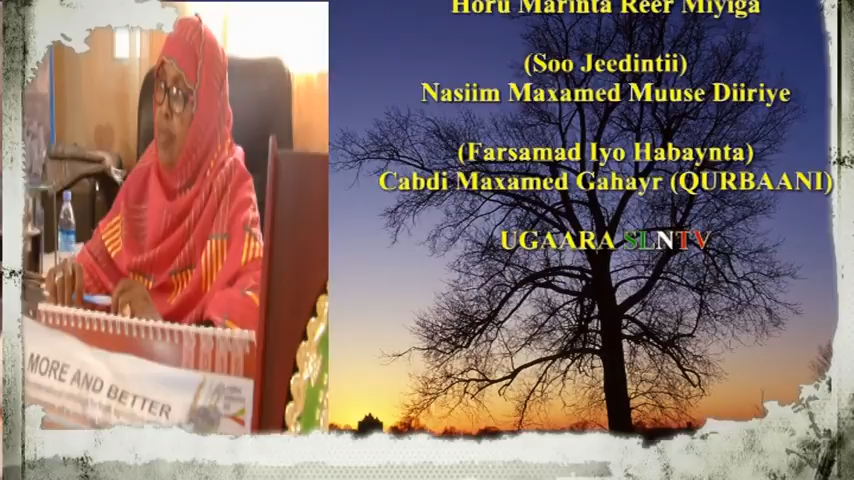 Horu Marinta Reer Miyiga
(Soo Jeedintii)
Nasiim Maxamed Muuse Diiriye
(Farsamad Iyo Habaynta)
Cabdi Maxamed Gahayr (QURBAANI)
UGAARA SLNTV
MORE AND BETTER